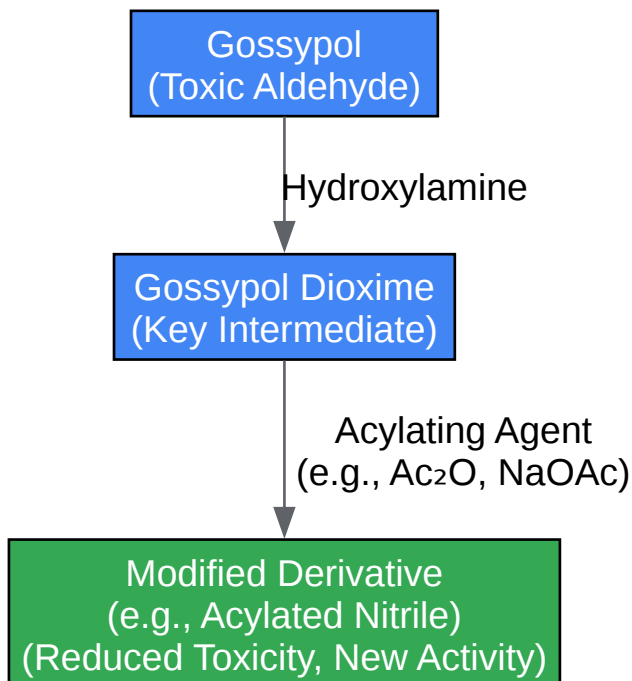 Gossypol
(Toxic Aldehyde)
Hydroxylamine
Gossypol Dioxime
(Key Intermediate)
Acylating Agent
(e.g., Ac₂O, NaOAc)
Modified Derivative
(e.g., Acylated Nitrile)
(Reduced Toxicity, New Activity)